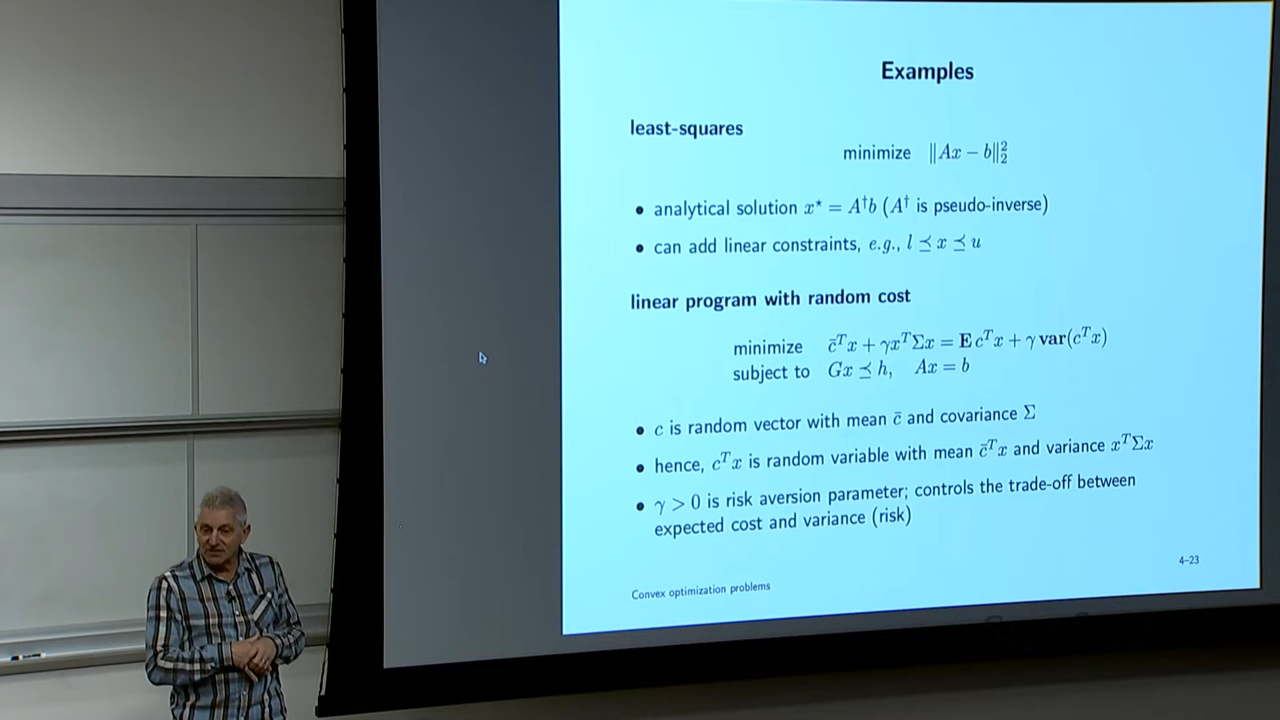 Examples
least-squares
minimize ‖Ax − b‖₂²
• analytical solution x⋆ = A†b (A† is pseudo-inverse)
• can add linear constraints, e.g., l ⪯ x ⪯ u
linear program with random cost
minimize c̄ᵀx + γxᵀΣx = E cᵀx + γ var(cᵀx)
subject to Gx ⪯ h, Ax = b
• c is random vector with mean c̄ and covariance Σ
• hence, cᵀx is random variable with mean c̄ᵀx and variance xᵀΣx
• γ > 0 is risk aversion parameter; controls the trade-off between
expected cost and variance (risk)
Convex optimization problems 4–23